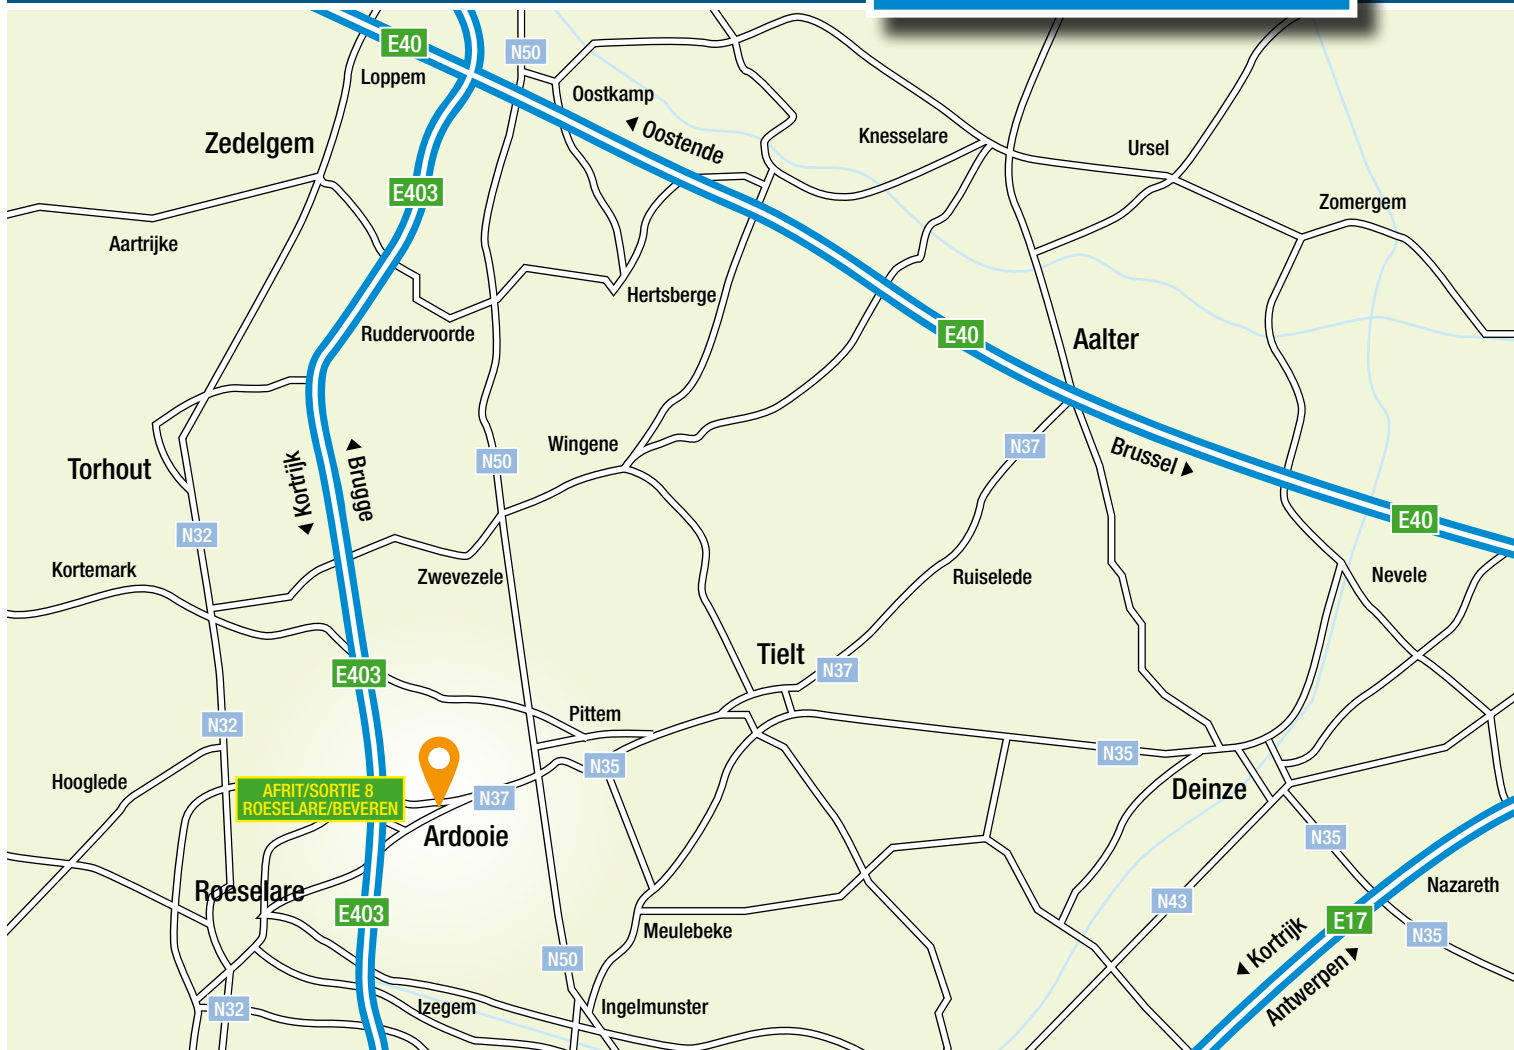 E40
N50
Loppem
Oostkamp
Oostende
Knesselare
Ursel
Zedelgem
E403
Zomergem
Aartrijke
Hertsberge
Ruddervoorde
E40
Aalter
Wingene
N37
Torhout
Kortrijk
Brugge
N50
Brussel
E40
N32
Kortemark
Zwevezele
Ruiselede
Nevele
Tielt
N37
E403
N32
Pittem
N35
N35
Hooglede
AFRIT/SORTIE 8
ROESELARE/BEVEREN
N37
Deinze
Ardooie
N35
Roeselare
Nazareth
N43
E403
E17
Meulebeke
N35
Kortrijk
N50
Antwerpen
Izegem
Ingelmunster
N32